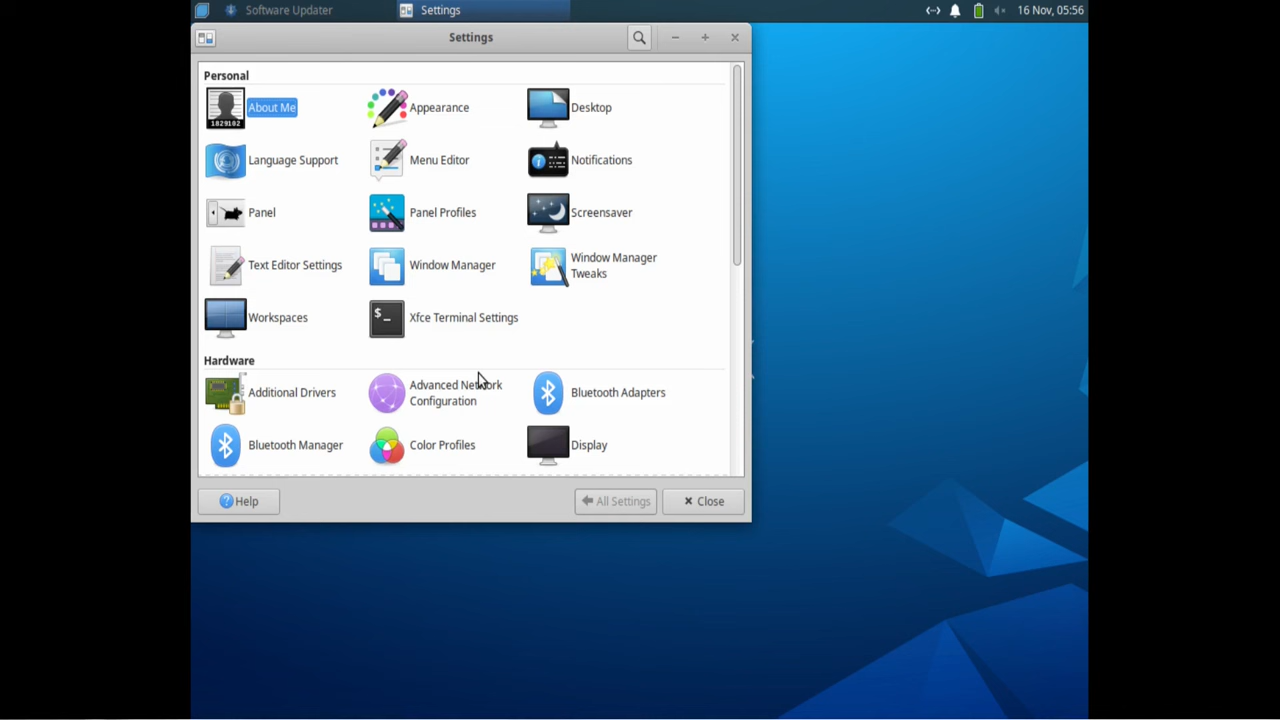 Software Updater
Settings
16 Nov, 05:56
Settings
Personal
About Me
1829102
Appearance
Desktop
Language Support
Menu Editor
Notifications
Panel
Panel Profiles
Screensaver
Text Editor Settings
Window Manager
Window Manager
Tweaks
Workspaces
$_
Xfce Terminal Settings
Hardware
Additional Drivers
Advanced Network
Configuration
Bluetooth Adapters
Bluetooth Manager
Color Profiles
Display
Help
All Settings
Close